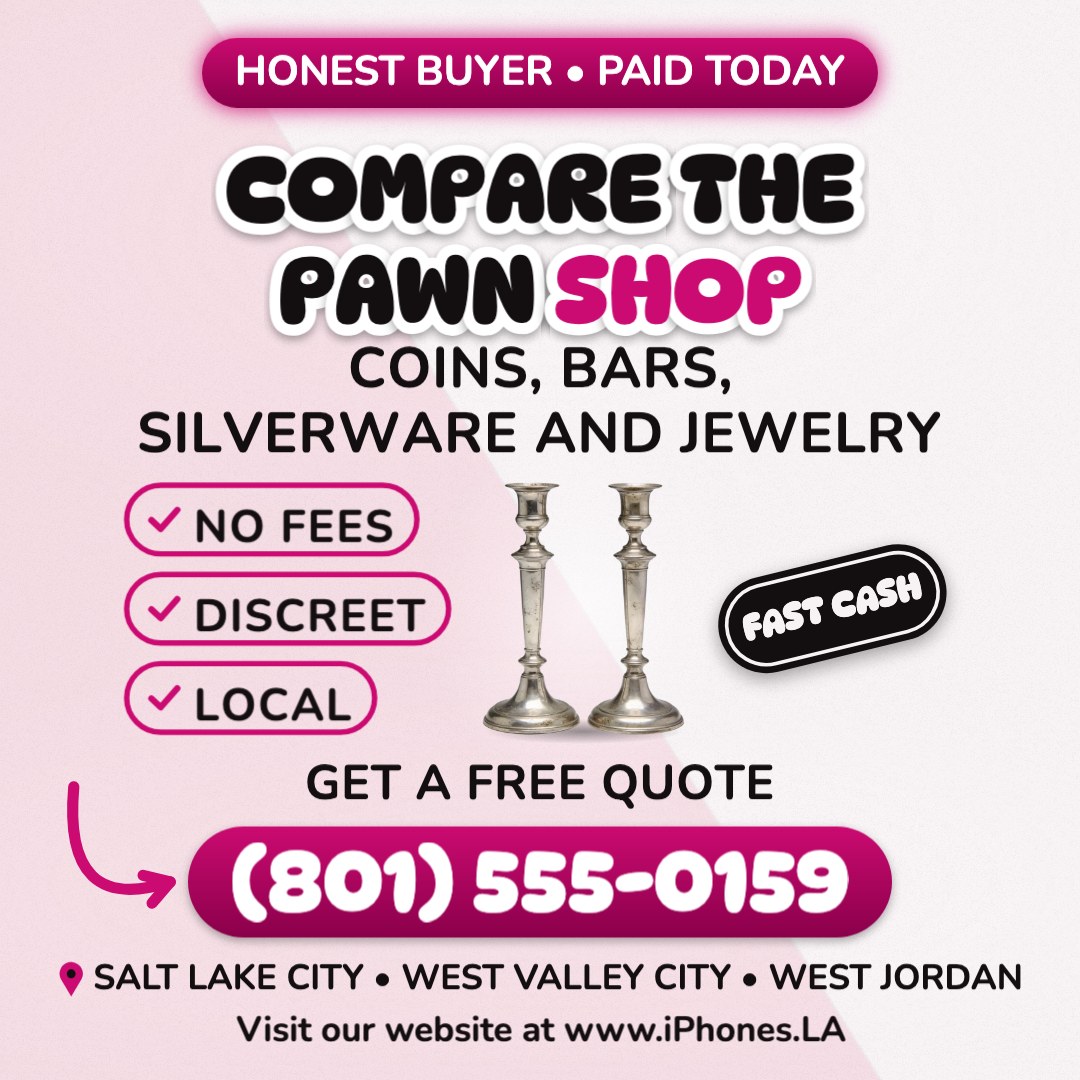 HONEST BUYER • PAID TODAY
COMPARE THE
PAWN SHOP
COINS, BARS,
SILVERWARE AND JEWELRY
NO FEES
DISCREET
LOCAL
FAST CASH
GET A FREE QUOTE
(801) 555-0159
SALT LAKE CITY • WEST VALLEY CITY • WEST JORDAN
Visit our website at www.iPhones.LA